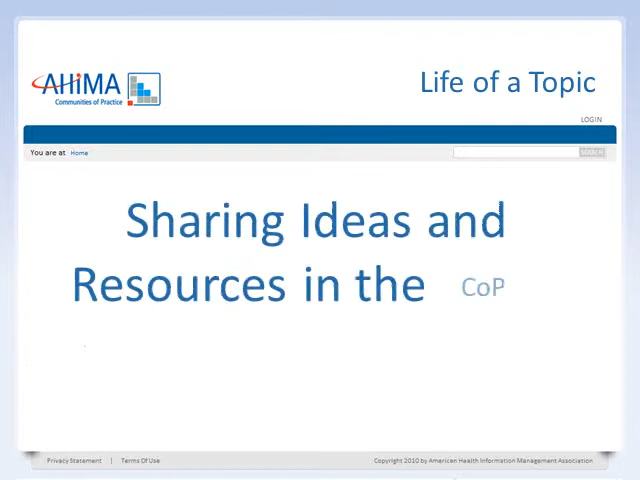 AHiMA
Communities of Practice
Life of a Topic
LOGIN
You are at Home
SEARCH
Sharing Ideas and
Resources in the CoP
Privacy Statement | Terms Of Use
Copyright 2010 by American Health Information Management Association